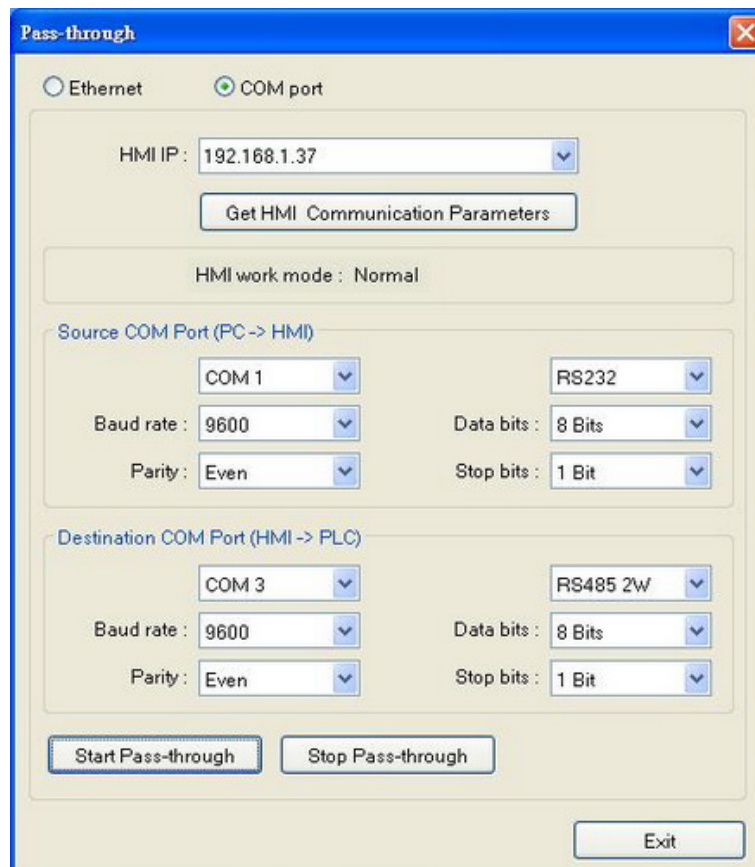 Pass-through
Ethernet COM port
HMI IP : 192.168.1.37
Get HMI Communication Parameters
HMI work mode : Normal
Source COM Port (PC -> HMI)
COM 1 RS232
Baud rate : 9600 Data bits : 8 Bits
Parity : Even Stop bits : 1 Bit
Destination COM Port (HMI -> PLC)
COM 3 RS485 2W
Baud rate : 9600 Data bits : 8 Bits
Parity : Even Stop bits : 1 Bit
Start Pass-through Stop Pass-through
Exit